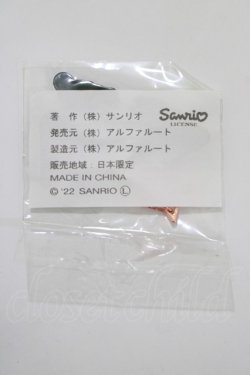 著　作 (株) サンリオ
Sanrio
LICENSE
発売元 (株) アルファルート
製造元 (株) アルファルート
販売地域 : 日本限定
MADE IN CHINA
© '22 SANRIO Ⓛ
closet child